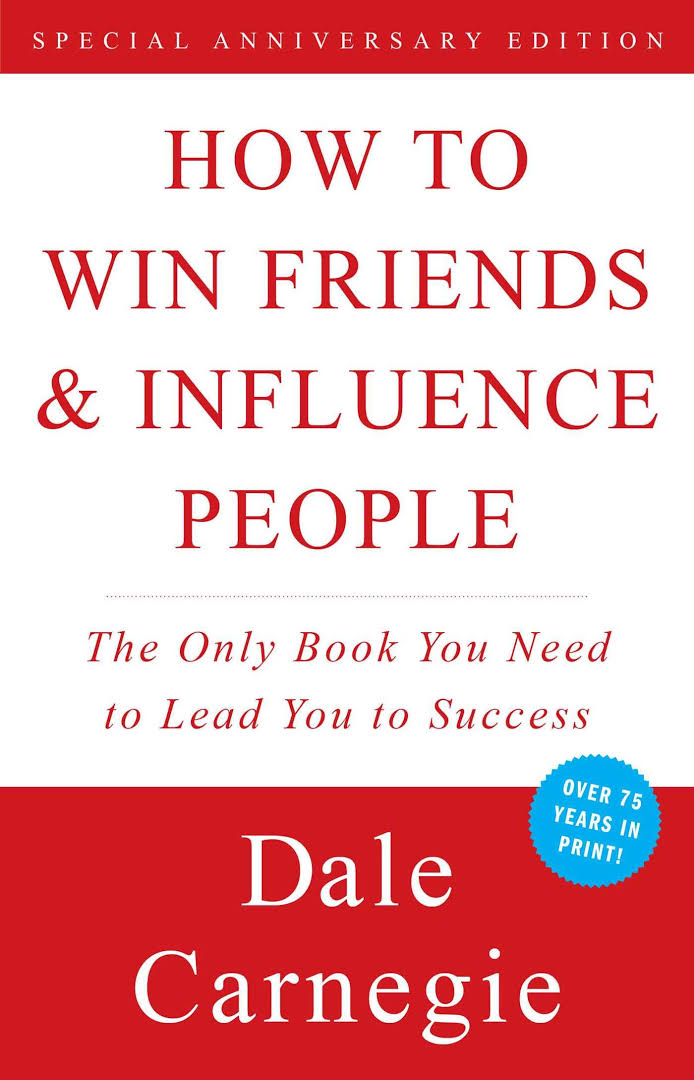 SPECIAL ANNIVERSARY EDITION
HOW TO
WIN FRIENDS
& INFLUENCE
PEOPLE
The Only Book You Need
to Lead You to Success
OVER 75
YEARS IN
PRINT!
Dale
Carnegie